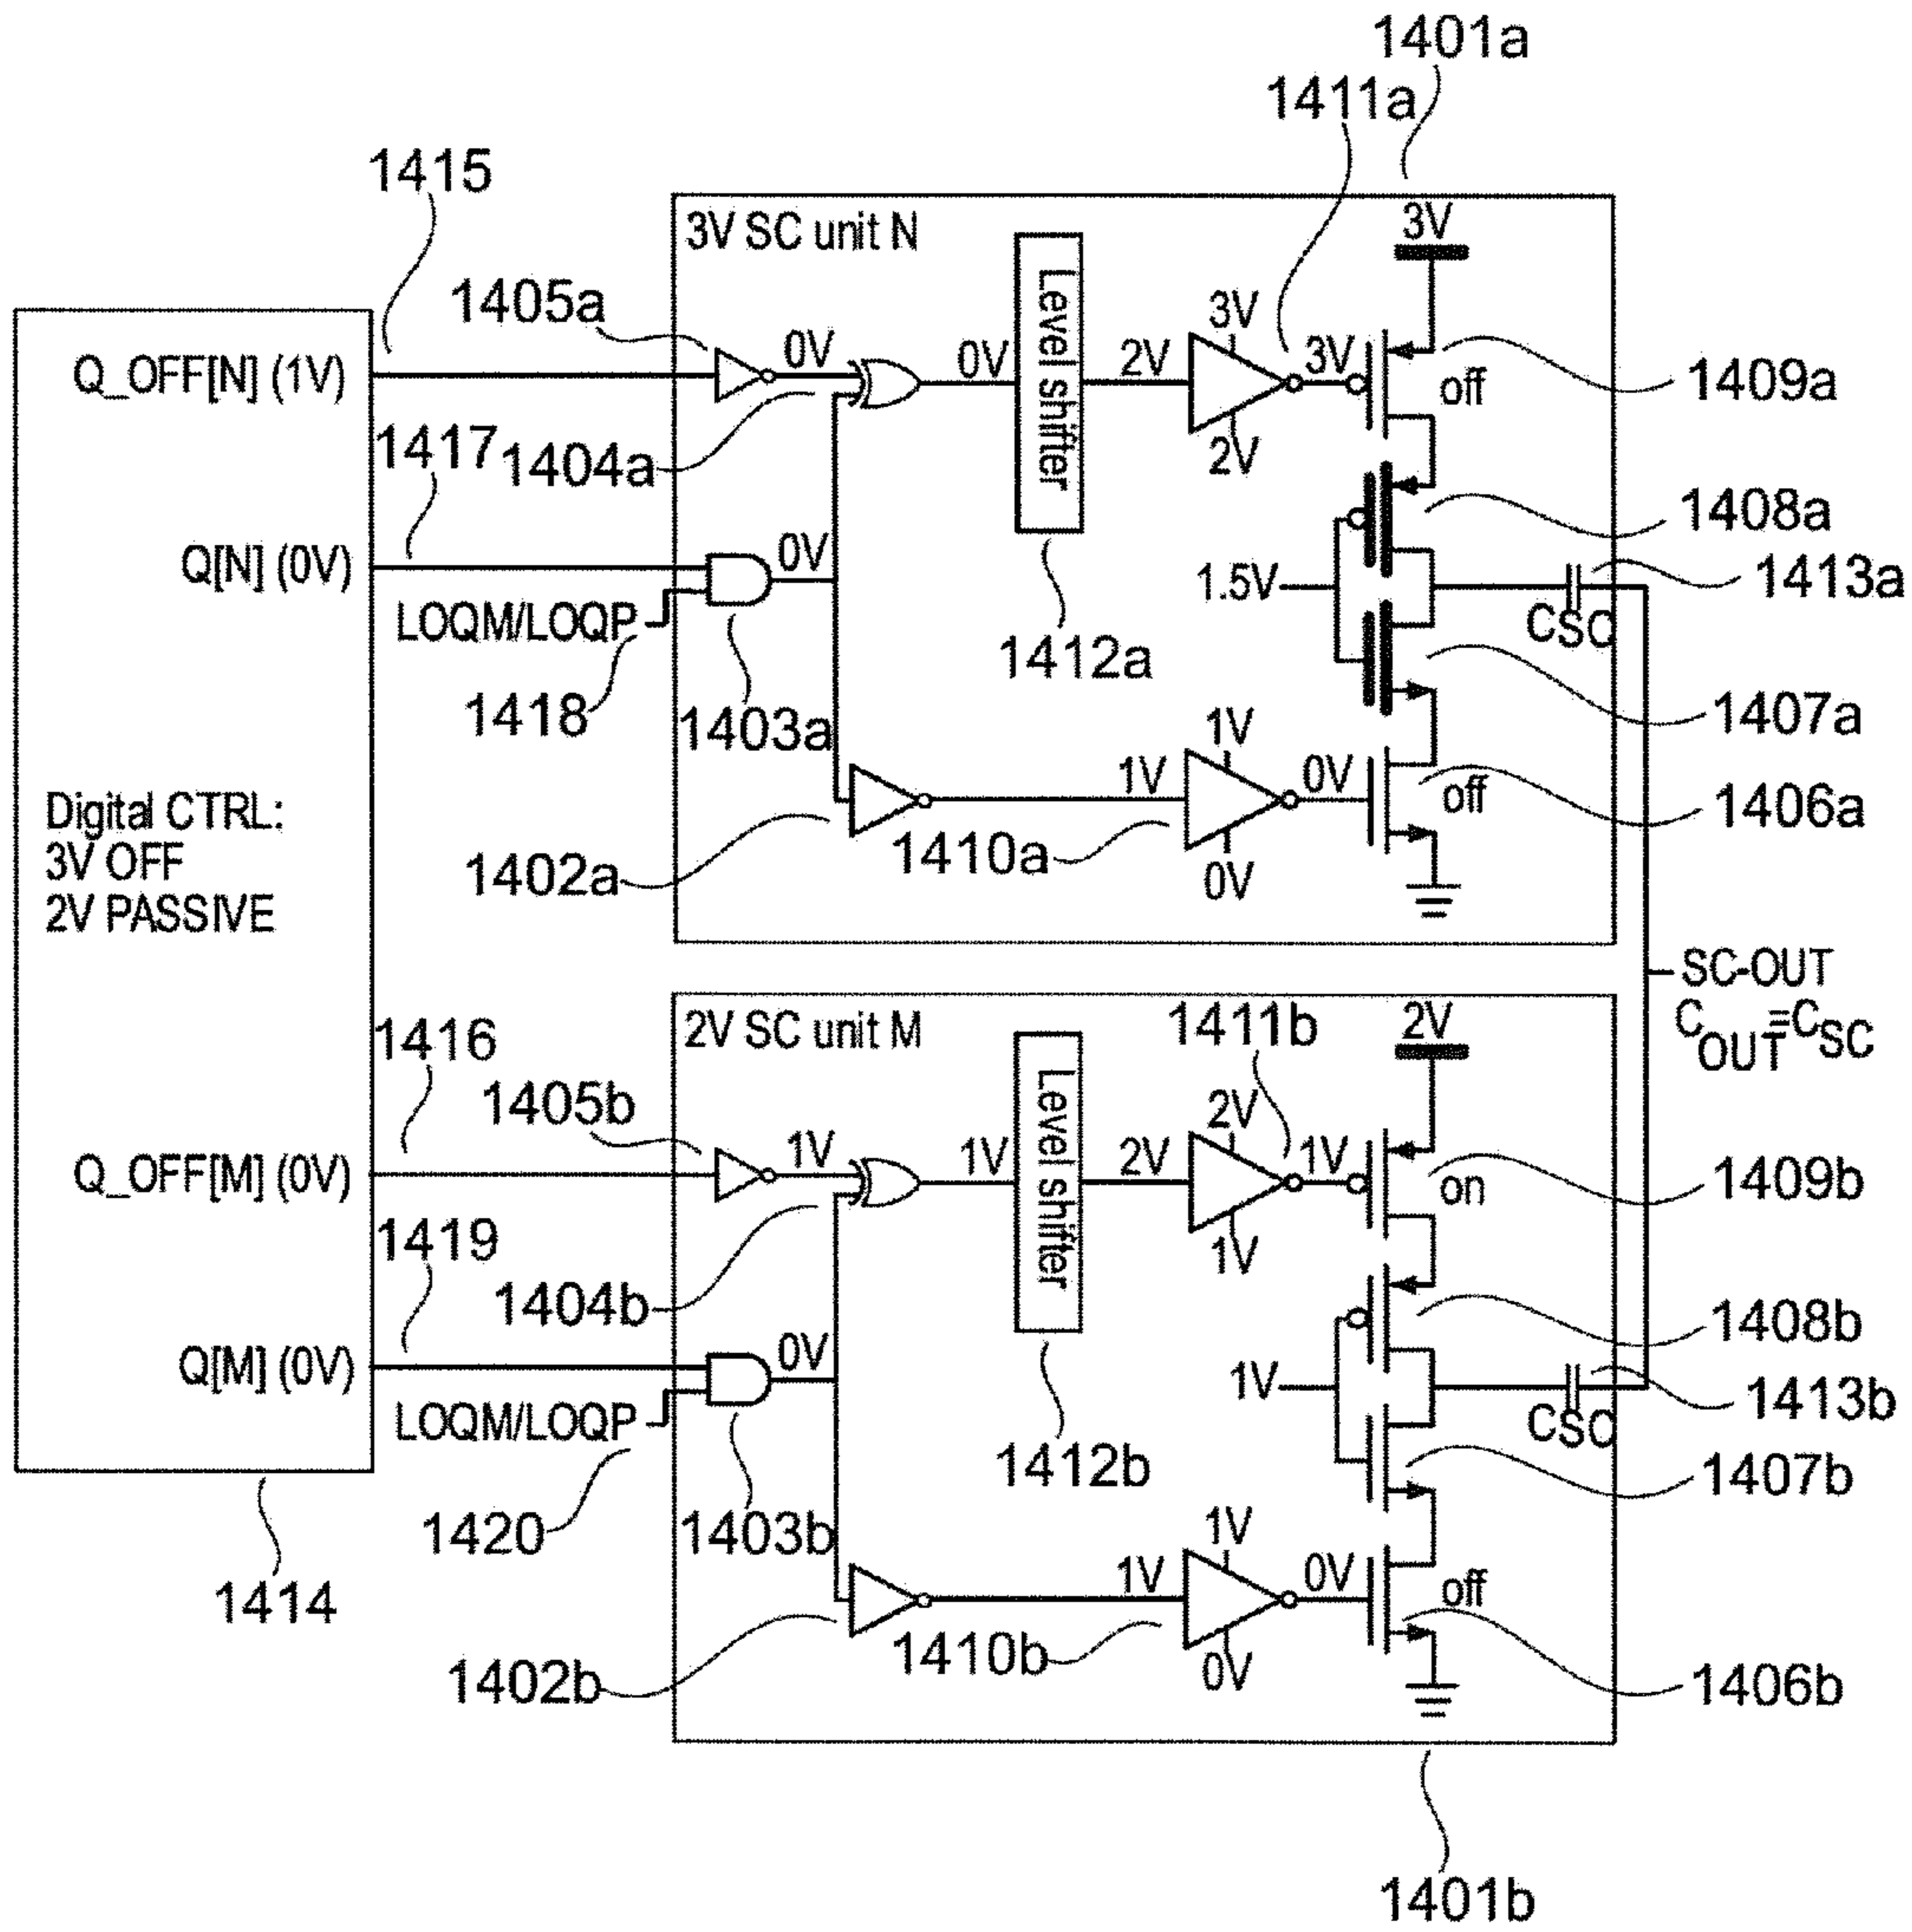 1401a
1411a
1415
3V SC unit N
3V
1405a
Q_OFF[N] (1V)
0V
0V
Level shifter
2V
3V
3V
2V
off
1409a
1417
1404a
1408a
Q[N] (0V)
0V
1.5V
1413a
LOQM/LOQP
CSC
1418
1403a
1412a
1407a
Digital CTRL:
3V OFF
2V PASSIVE
1V
1V
0V
off
1406a
1402a
1410a
0V
SC-OUT
COUT=CSC
1416
2V SC unit M
1411b
2V
1405b
Q_OFF[M] (0V)
1V
1V
Level shifter
2V
2V
1V
1V
on
1409b
1419
1404b
1408b
Q[M] (0V)
0V
1V
1413b
LOQM/LOQP
CSC
1420
1403b
1412b
1407b
1414
1V
1V
0V
off
1402b
1410b
0V
1406b
1401b